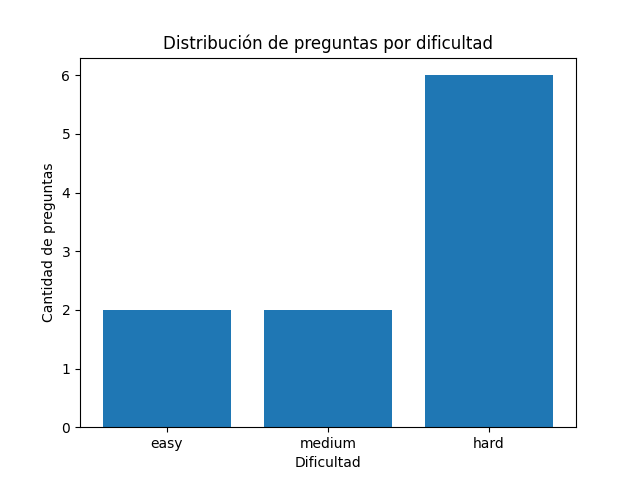 Distribución de preguntas por dificultad
Cantidad de preguntas
6
5
4
3
2
1
0
easy
medium
hard
Dificultad